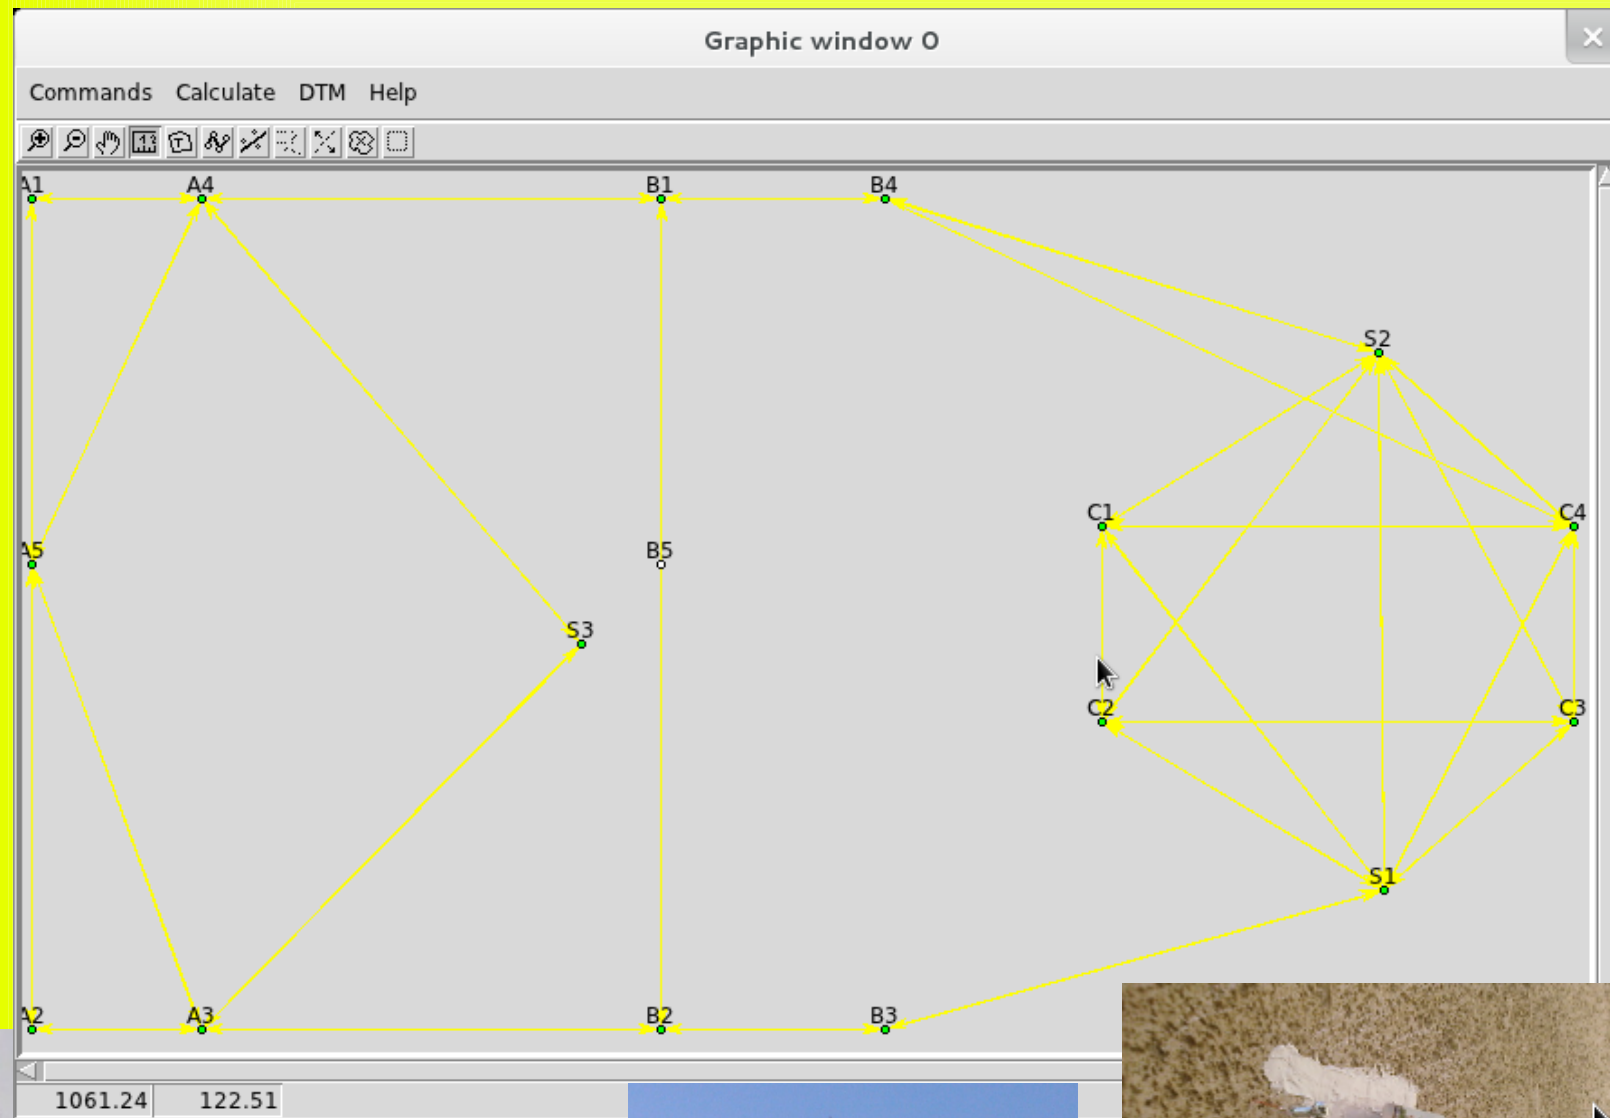 Graphic window 0
Commands Calculate DTM Help
A1 A4 B1 B4
S2
C1 C4
A5 B5
S3
C2 C3
S1
A2 A3 B2 B3
1061.24 122.51